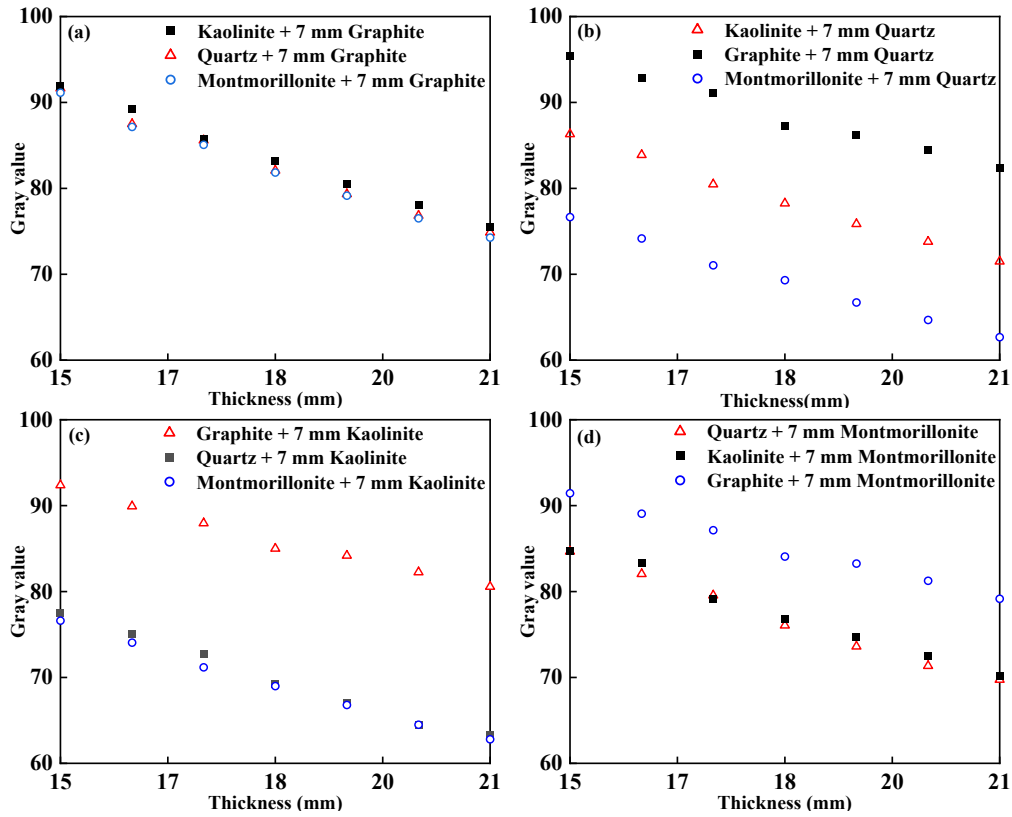 (a)
Kaolinite + 7 mm Graphite
Quartz + 7 mm Graphite
Montmorillonite + 7 mm Graphite
100
90
80
70
60
Gray value
15
17
18
20
21
Thickness (mm)
(b)
Kaolinite + 7 mm Quartz
Graphite + 7 mm Quartz
Montmorillonite + 7 mm Quartz
100
90
80
70
60
Gray value
15
17
18
20
21
Thickness(mm)
(c)
Graphite + 7 mm Kaolinite
Quartz + 7 mm Kaolinite
Montmorillonite + 7 mm Kaolinite
100
90
80
70
60
Gray value
15
17
18
20
21
Thickness (mm)
(d)
Quartz + 7 mm Montmorillonite
Kaolinite + 7 mm Montmorillonite
Graphite + 7 mm Montmorillonite
100
90
80
70
60
Gray value
15
17
18
20
21
Thickness (mm)